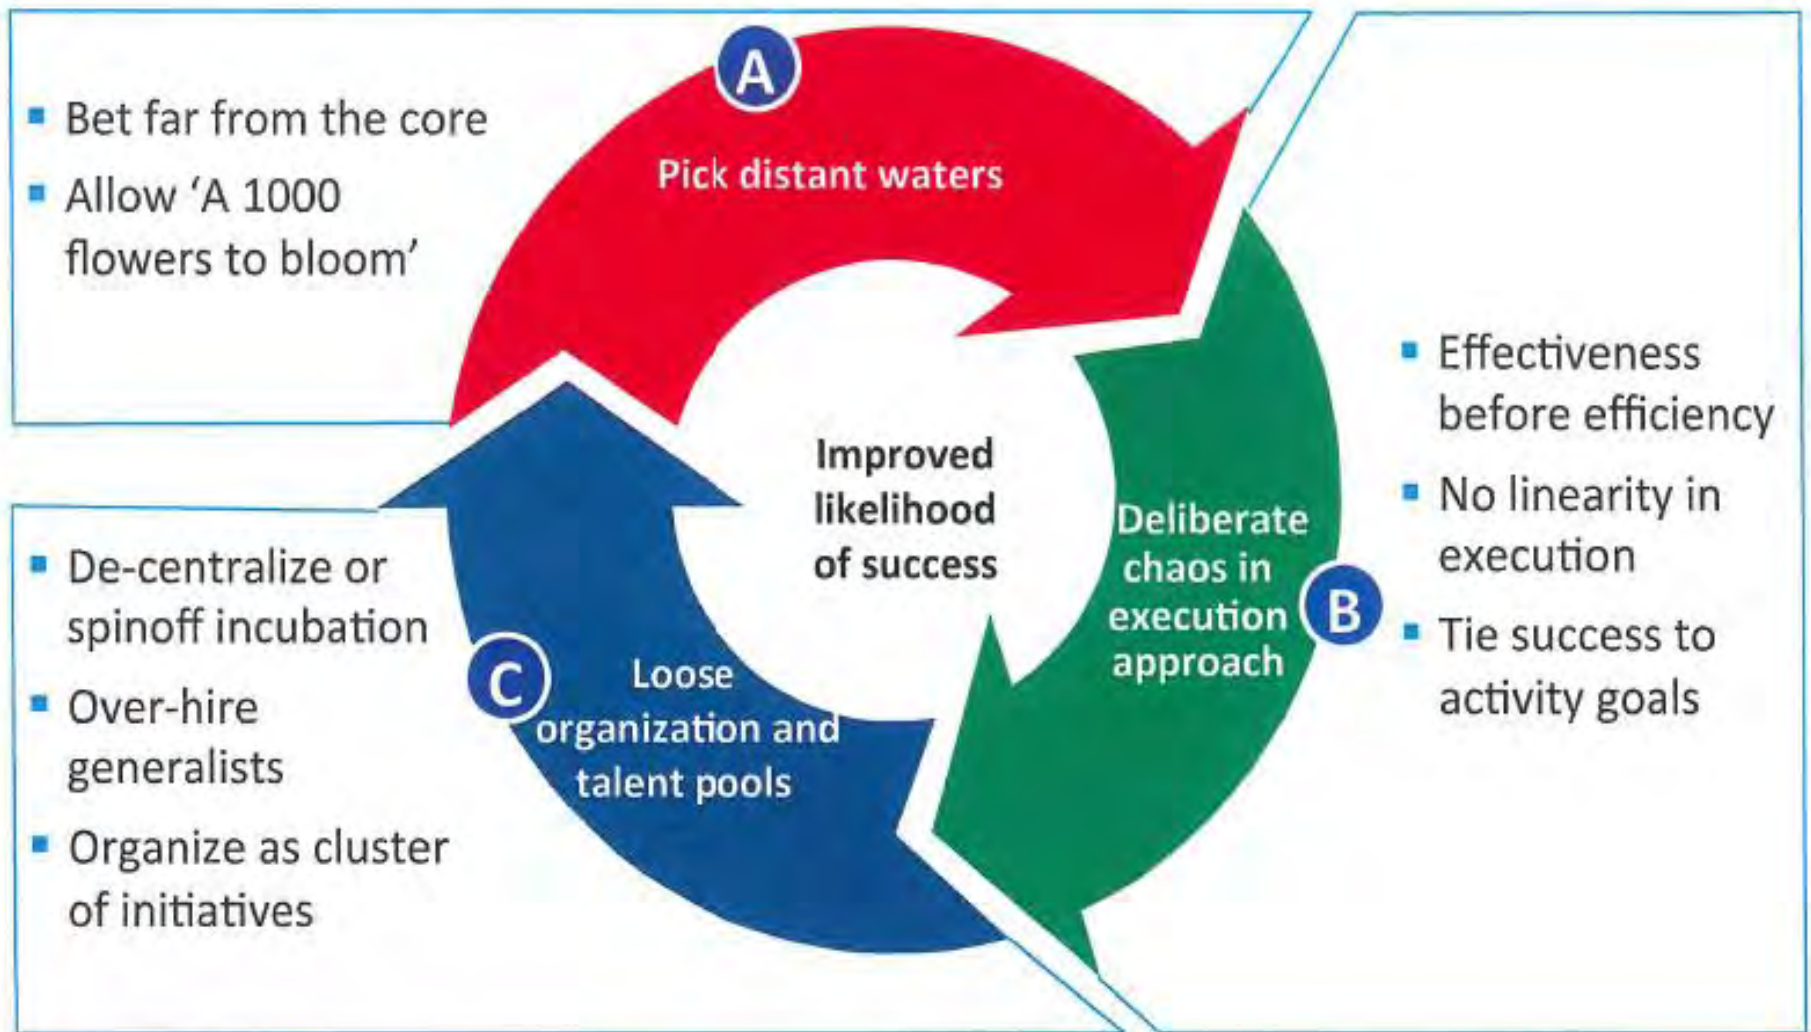 A
Pick distant waters
▪ Bet far from the core
▪ Allow ‘A 1000
flowers to bloom’
B
Deliberate
chaos in
execution
approach
▪ Effectiveness
before efficiency
▪ No linearity in
execution
▪ Tie success to
activity goals
C
Loose
organization and
talent pools
▪ De-centralize or
spinoff incubation
▪ Over-hire
generalists
▪ Organize as cluster
of initiatives
Improved
likelihood
of success